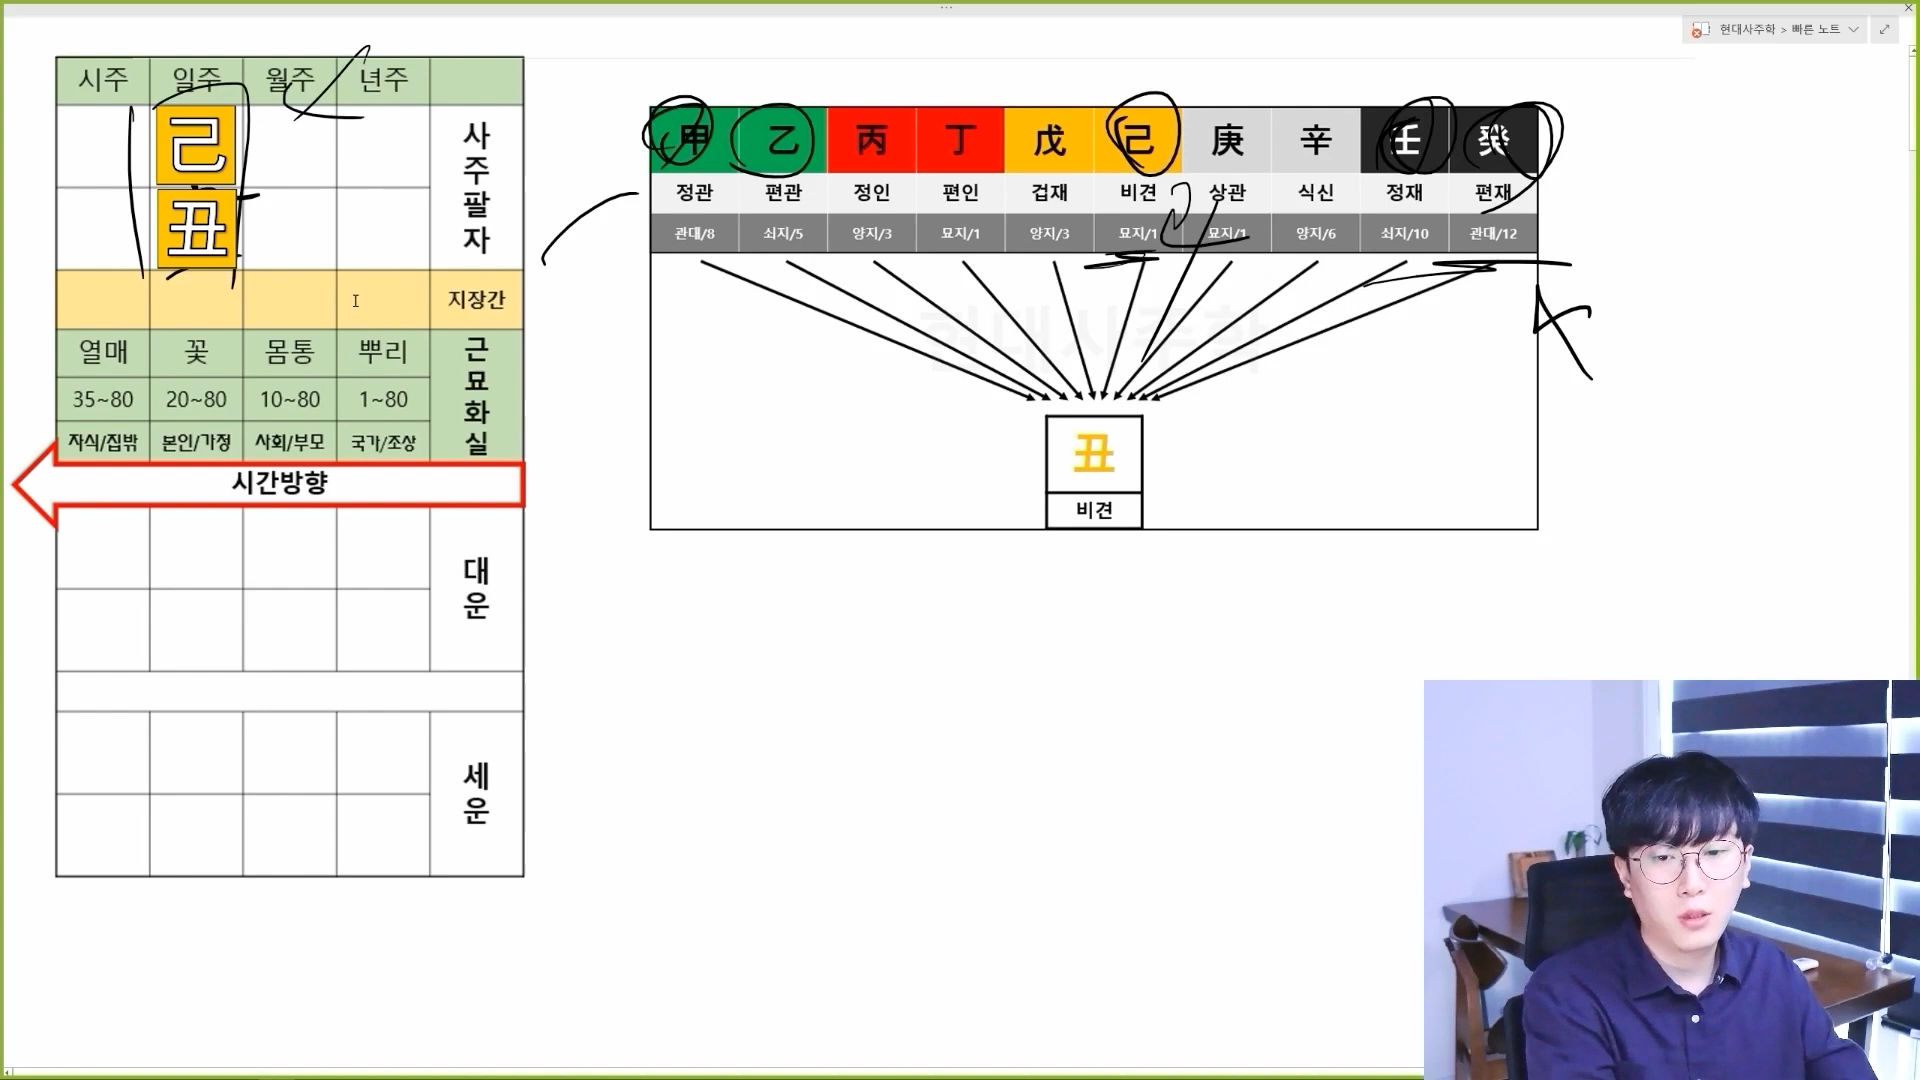 현대사주학 > 빠른 노트
시주 일주 월주 년주
己
丑
사주팔자
지장간
열매 꽃 몸통 뿌리
35~80 20~80 10~80 1~80
자식/집밖 본인/가정 사회/부모 국가/조상
근묘화실
시간방향
대운
세운
甲 乙 丙 丁 戊 己 庚 辛 壬 癸
정관 편관 정인 편인 겁재 비견 상관 식신 정재 편재
관대/8 쇠지/5 양지/3 묘지/1 양지/3 묘지/1 묘지/1 양지/6 쇠지/10 관대/12
현대사주학
丑
비견